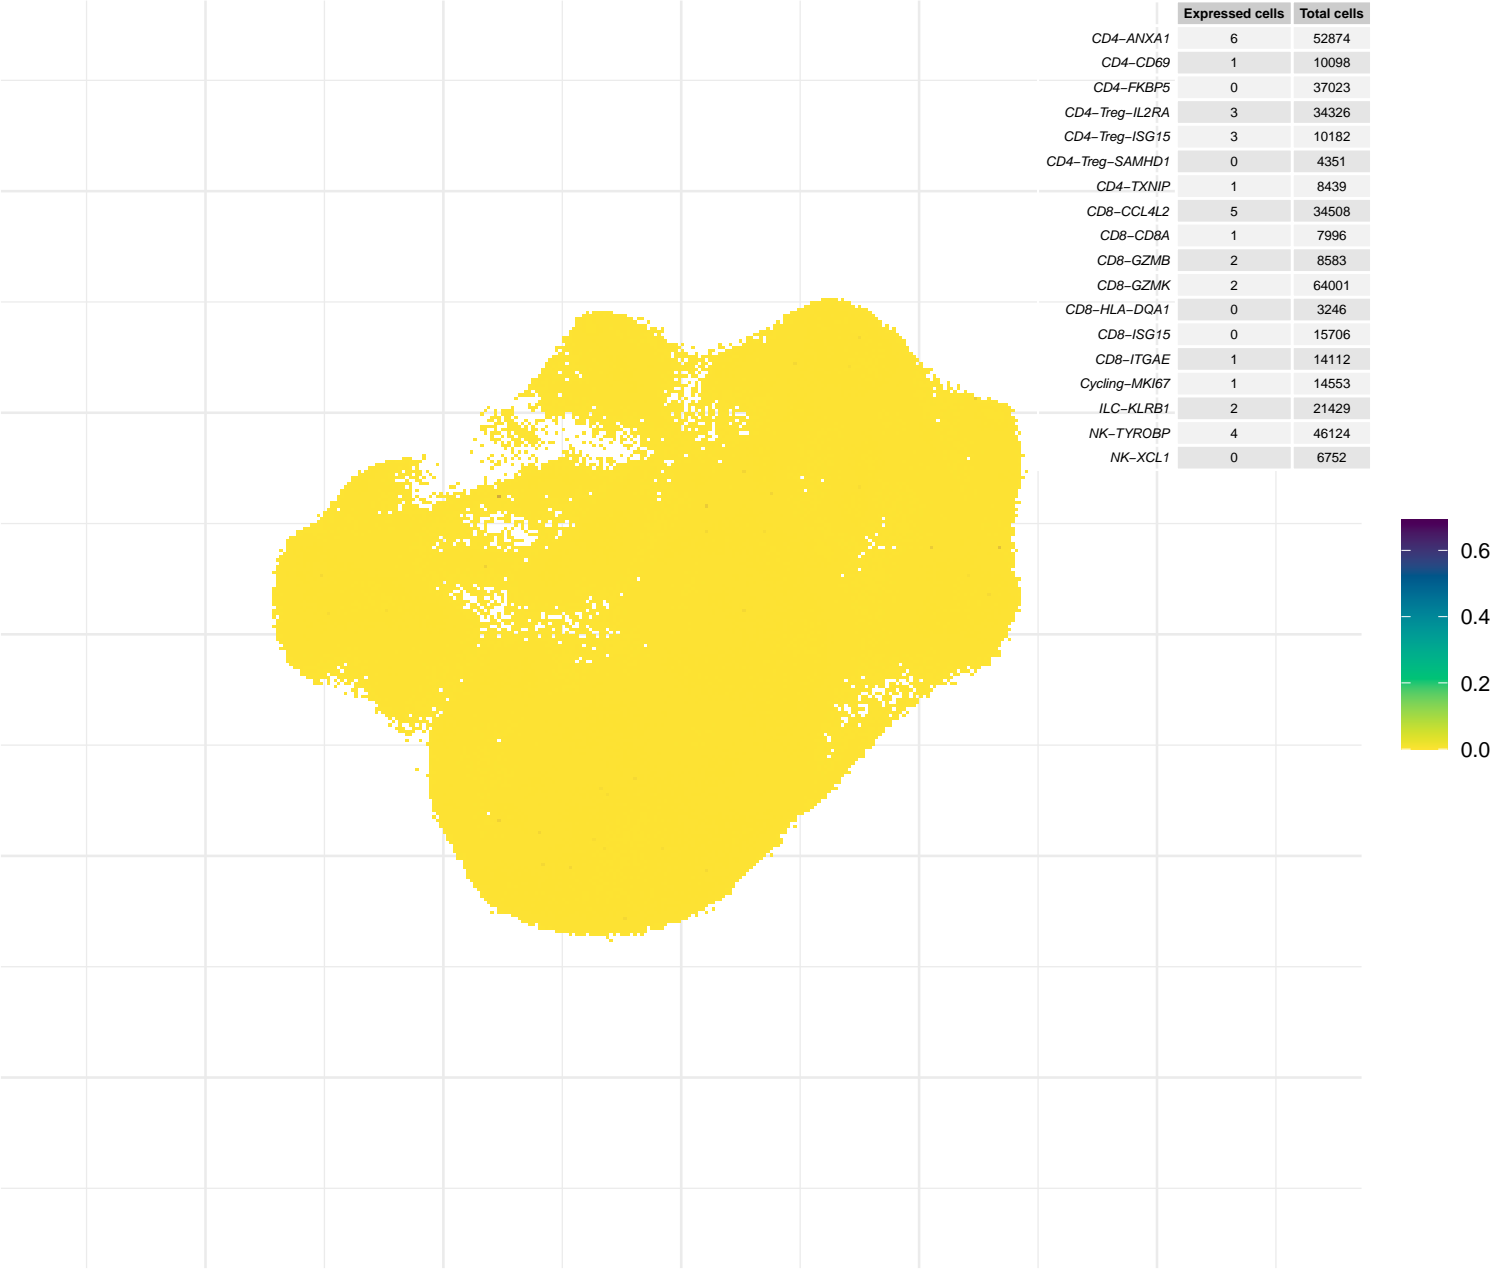 Expressed cells Total cells
CD4−ANXA1 6 52874
CD4−CD69 1 10098
CD4−FKBP5 0 37023
CD4−Treg−IL2RA 3 34326
CD4−Treg−ISG15 3 10182
CD4−Treg−SAMHD1 0 4351
CD4−TXNIP 1 8439
CD8−CCL4L2 5 34508
CD8−CD8A 1 7996
CD8−GZMB 2 8583
CD8−GZMK 2 64001
CD8−HLA−DQA1 0 3246
CD8−ISG15 0 15706
CD8−ITGAE 1 14112
Cycling−MKI67 1 14553
ILC−KLRB1 2 21429
NK−TYROBP 4 46124
NK−XCL1 0 6752
0.6
0.4
0.2
0.0